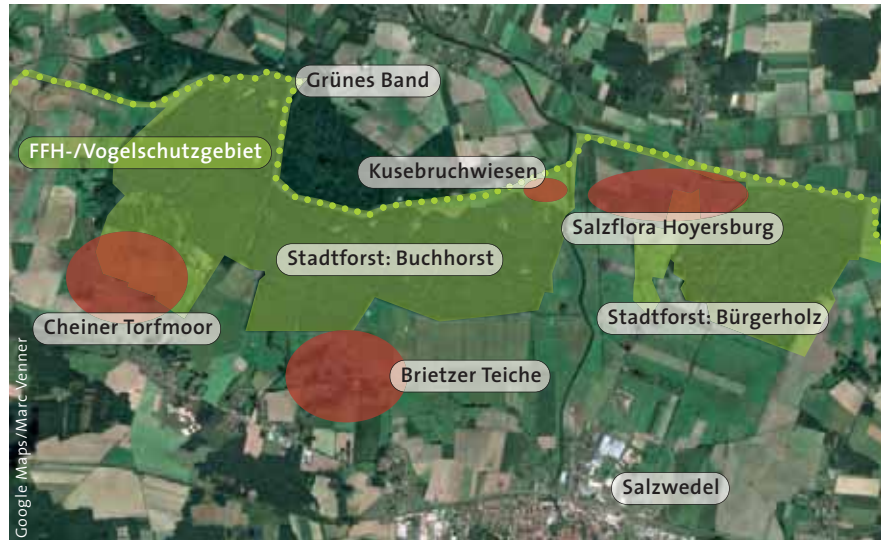 Grünes Band
FFH-/Vogelschutzgebiet
Kusebruchwiesen
Salzflora Hoyersburg
Stadtforst: Buchhorst
Cheiner Torfmoor
Stadtforst: Bürgerholz
Brietzer Teiche
Salzwedel
Google Maps/Marc Venner